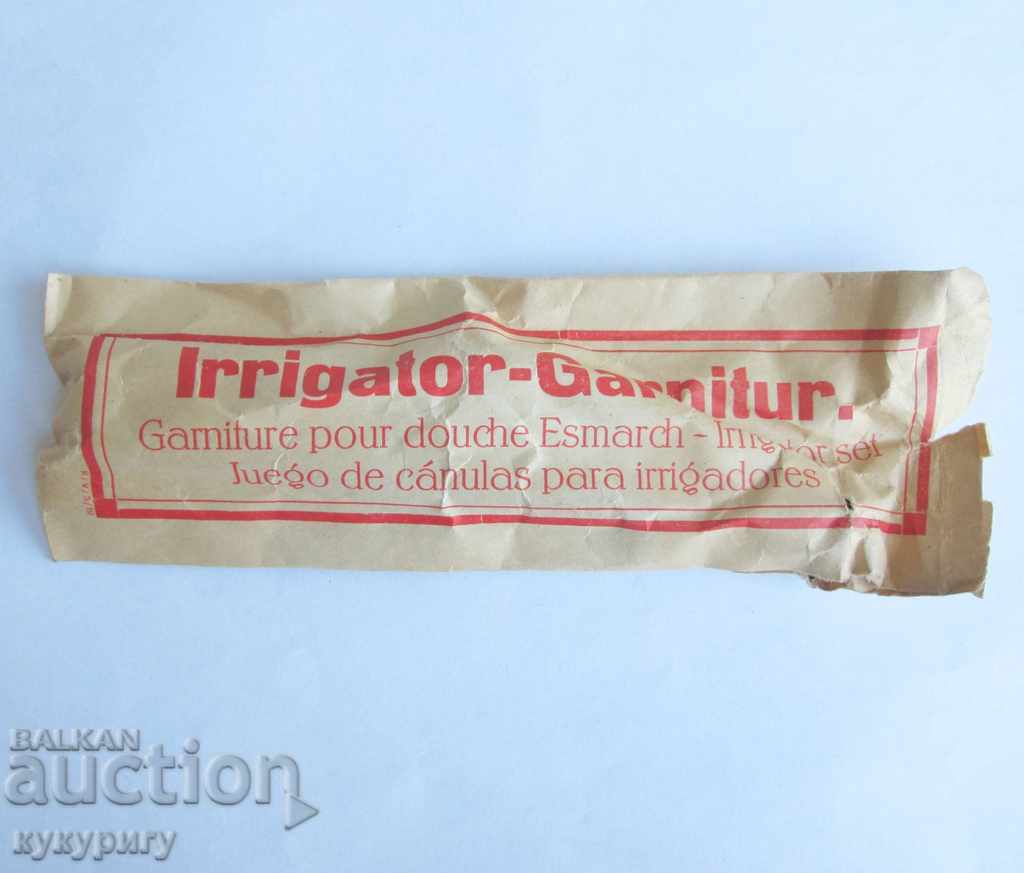 Irrigator-Garnitur.
Garniture pour douche Esmarch - Irrigator set
Juego de cánulas para irrigadores
BALKAN
auction
кукуригу